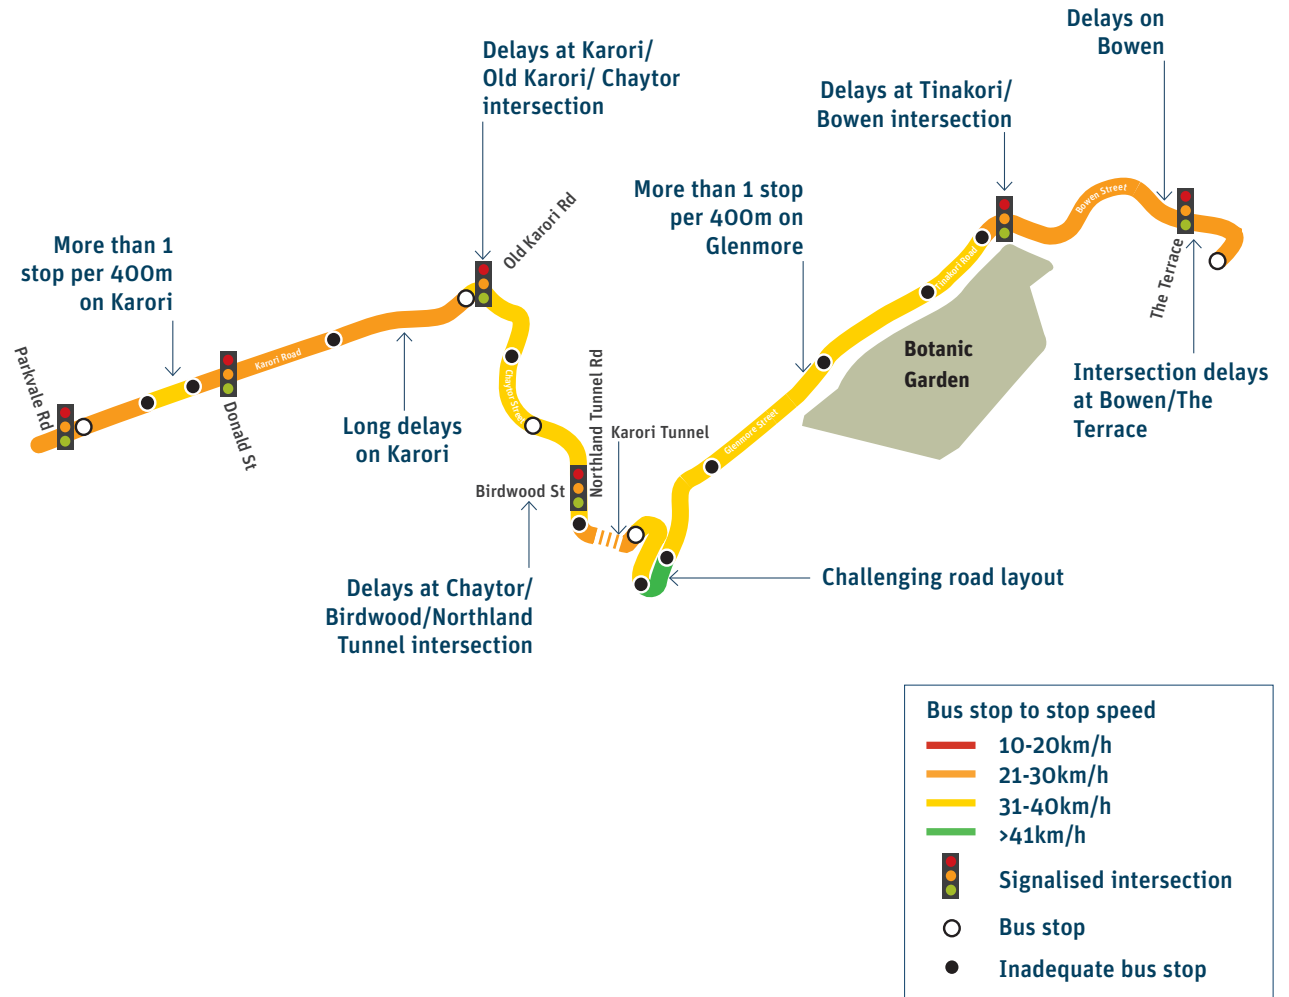 Delays on
Bowen
Delays at Karori/
Old Karori/ Chaytor
intersection
Delays at Tinakori/
Bowen intersection
More than 1 stop
per 400m on
Glenmore
More than 1
stop per 400m
on Karori
Old Karori Rd
Bowen Street
The Terrace
Tinakori Road
Parkvale Rd
Karori Road
Donald St
Long delays
on Karori
Chaytor Street
Northland Tunnel Rd
Karori Tunnel
Glenmore Street
Botanic
Garden
Intersection delays
at Bowen/The
Terrace
Birdwood St
Delays at Chaytor/
Birdwood/Northland
Tunnel intersection
Challenging road layout
Bus stop to stop speed
10-20km/h
21-30km/h
31-40km/h
>41km/h
Signalised intersection
Bus stop
Inadequate bus stop